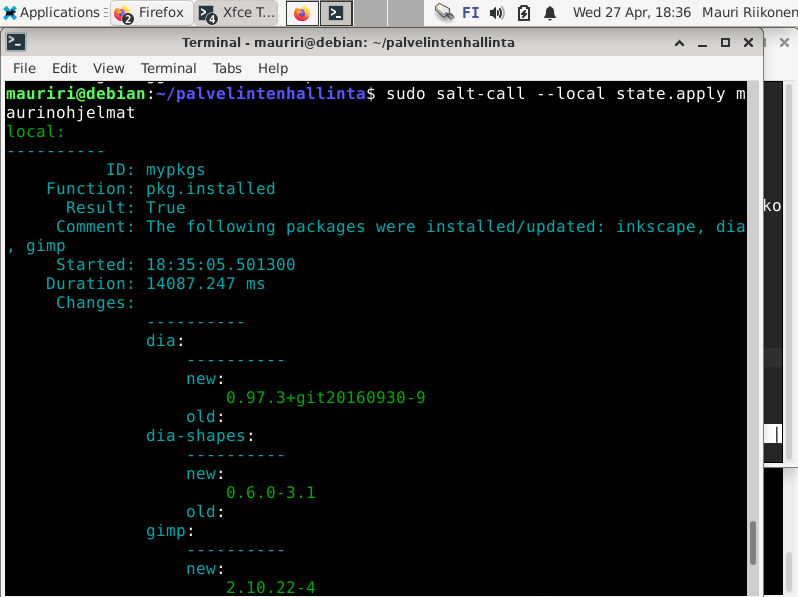 Applications
2 Firefox
4 Xfce T...
FI
Wed 27 Apr, 18:36
Mauri Riikonen
Terminal - mauriri@debian: ~/palvelintenhallinta
File Edit View Terminal Tabs Help
mauriri@debian:~/palvelintenhallinta$ sudo salt-call --local state.apply m
aurinohjelmat
local:
----------
ID: mypkgs
Function: pkg.installed
Result: True
Comment: The following packages were installed/updated: inkscape, dia
, gimp
Started: 18:35:05.501300
Duration: 14087.247 ms
Changes:
----------
dia:
----------
new:
0.97.3+git20160930-9
old:
dia-shapes:
----------
new:
0.6.0-3.1
old:
gimp:
----------
new:
2.10.22-4
ko